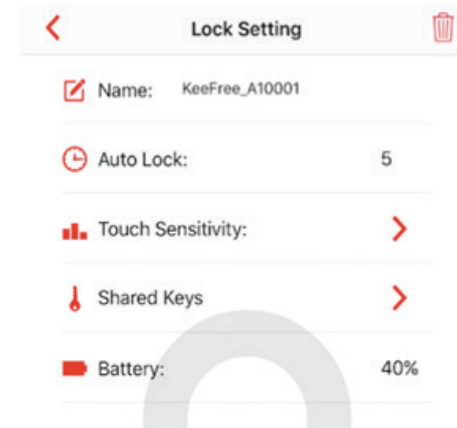 Lock Setting
Name: KeeFree_A10001
Auto Lock: 5
Touch Sensitivity:
Shared Keys
Battery: 40%